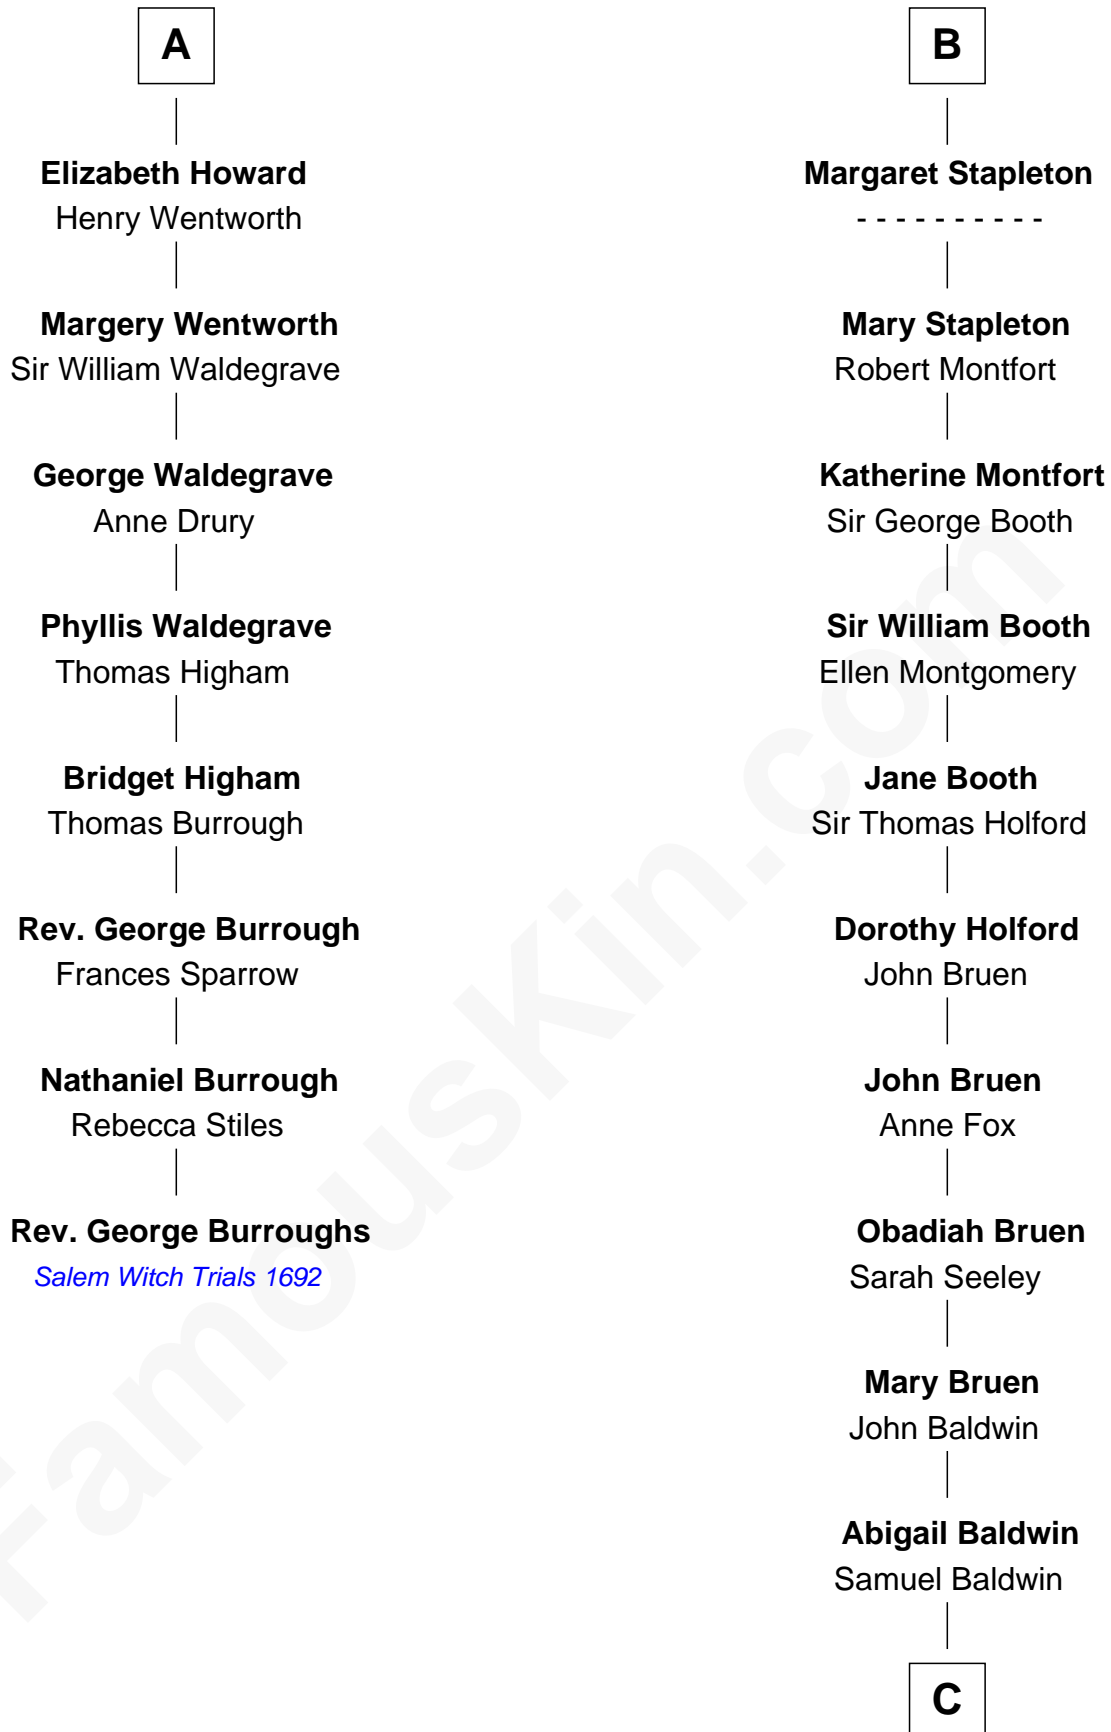 A
Elizabeth Howard
Henry Wentworth
Margery Wentworth
Sir William Waldegrave
George Waldegrave
Anne Drury
Phyllis Waldegrave
Thomas Higham
Bridget Higham
Thomas Burrough
Rev. George Burrough
Frances Sparrow
Nathaniel Burrough
Rebecca Stiles
Rev. George Burroughs
Salem Witch Trials 1692
B
Margaret Stapleton
- - - - - - - - - -
Mary Stapleton
Robert Montfort
Katherine Montfort
Sir George Booth
Sir William Booth
Ellen Montgomery
Jane Booth
Sir Thomas Holford
Dorothy Holford
John Bruen
John Bruen
Anne Fox
Obadiah Bruen
Sarah Seeley
Mary Bruen
John Baldwin
Abigail Baldwin
Samuel Baldwin
C
FamousKin.com